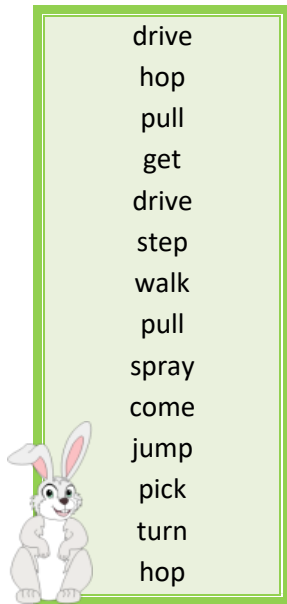 drive
hop
pull
get
drive
step
walk
pull
spray
come
jump
pick
turn
hop